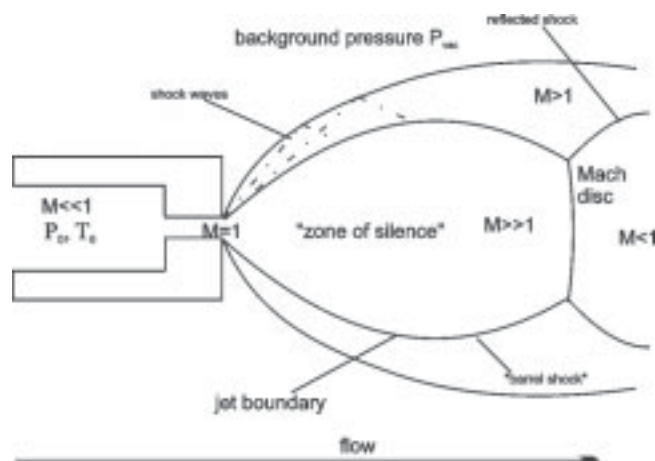 reflected shock
background pressure Pvac
shock waves
M>1
Mach
disc
M<<1
P0, T0
M=1
"zone of silence"
M>>1
M<1
"barrel shock"
jet boundary
flow